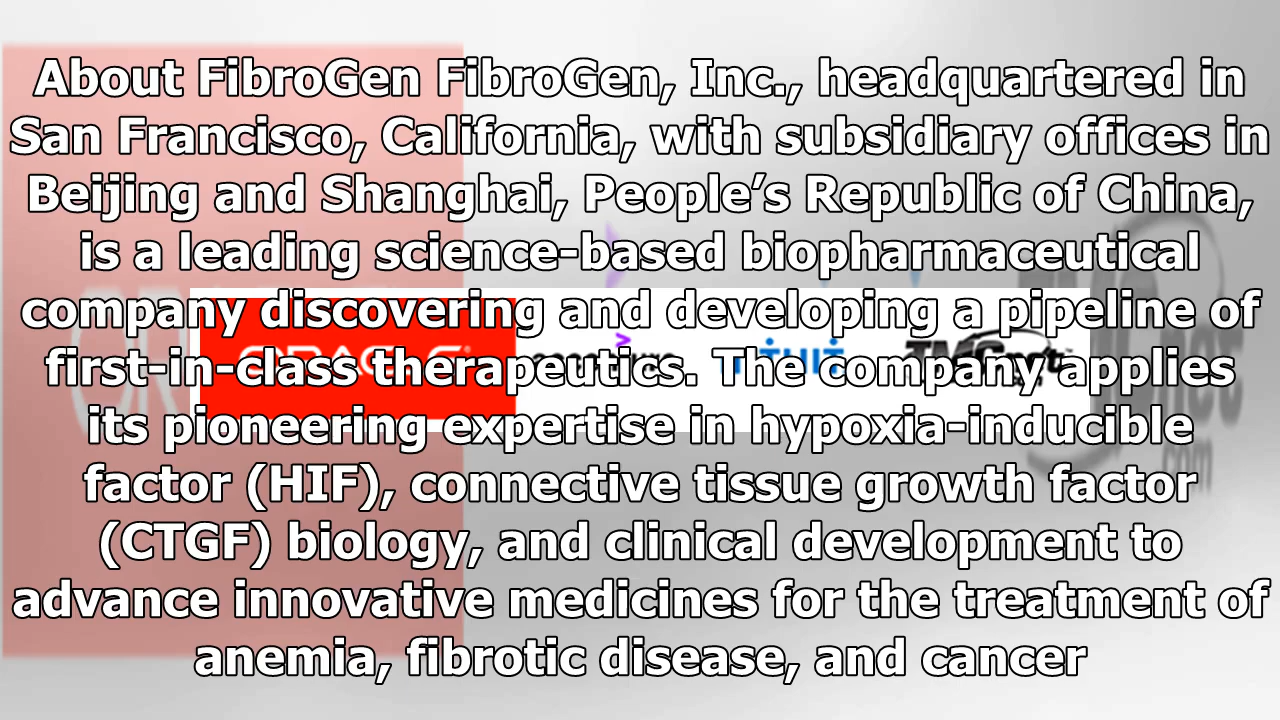 About FibroGen FibroGen, Inc., headquartered in
San Francisco, California, with subsidiary offices in
Beijing and Shanghai, People’s Republic of China,
is a leading science-based biopharmaceutical
company discovering and developing a pipeline of
first-in-class therapeutics. The company applies
its pioneering expertise in hypoxia-inducible
factor (HIF), connective tissue growth factor
(CTGF) biology, and clinical development to
advance innovative medicines for the treatment of
anemia, fibrotic disease, and cancer
ORACLE